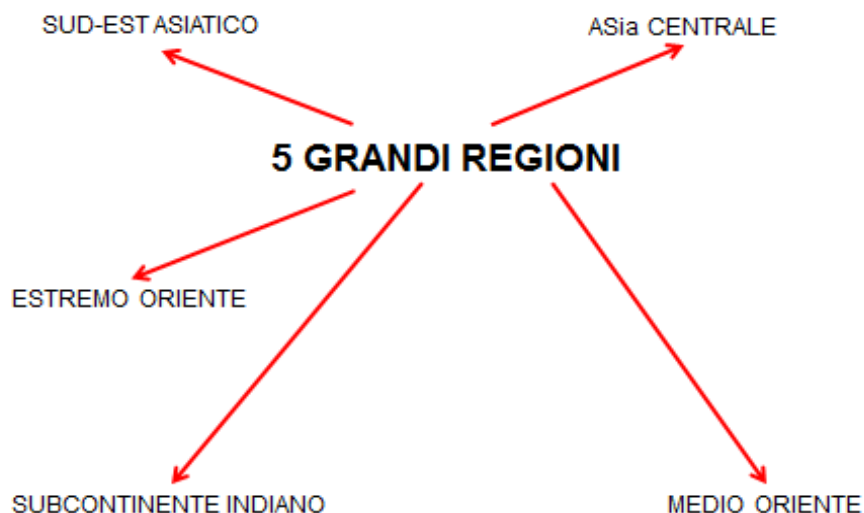 SUD-EST ASIATICO
ASia CENTRALE
5 GRANDI REGIONI
ESTREMO ORIENTE
SUBCONTINENTE INDIANO
MEDIO ORIENTE